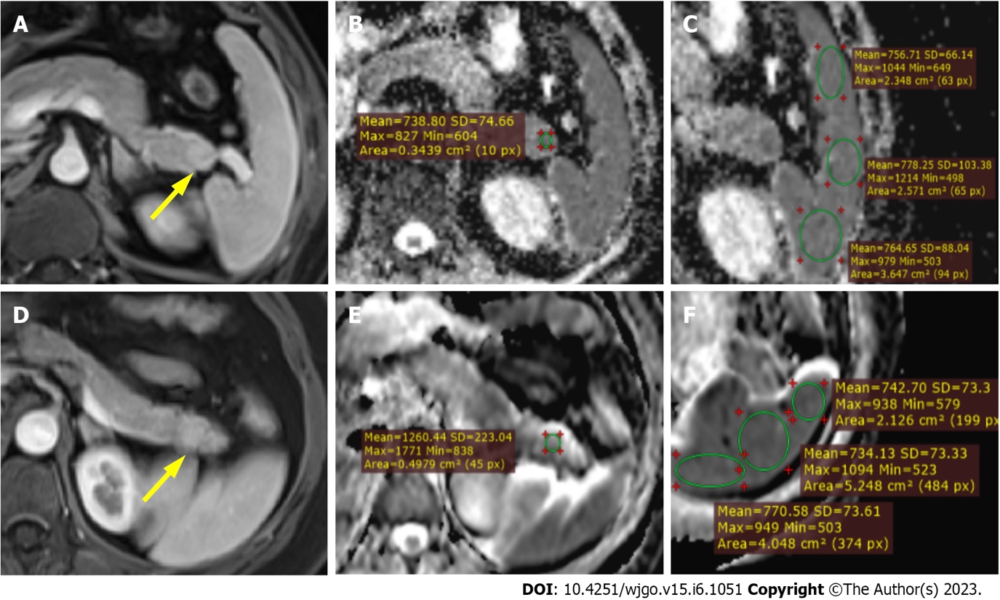 A
B
C
Mean=738.80 SD=74.66
Max=827 Min=604
Area=0.3439 cm² (10 px)
Mean=756.71 SD=66.14
Max=1044 Min=649
Area=2.348 cm² (63 px)
Mean=778.25 SD=103.38
Max=1214 Min=498
Area=2.571 cm² (65 px)
Mean=764.65 SD=88.04
Max=979 Min=503
Area=3.647 cm² (94 px)
D
E
F
Mean=1260.44 SD=223.04
Max=1771 Min=838
Area=0.4979 cm² (45 px)
Mean=742.70 SD=73.3
Max=938 Min=579
Area=2.126 cm² (199 px
Mean=734.13 SD=73.33
Max=1094 Min=523
Area=5.248 cm² (484 px)
Mean=770.58 SD=73.61
Max=949 Min=503
Area=4.048 cm² (374 px)
DOI: 10.4251/wjgo.v15.i6.1051 Copyright ©The Author(s) 2023.